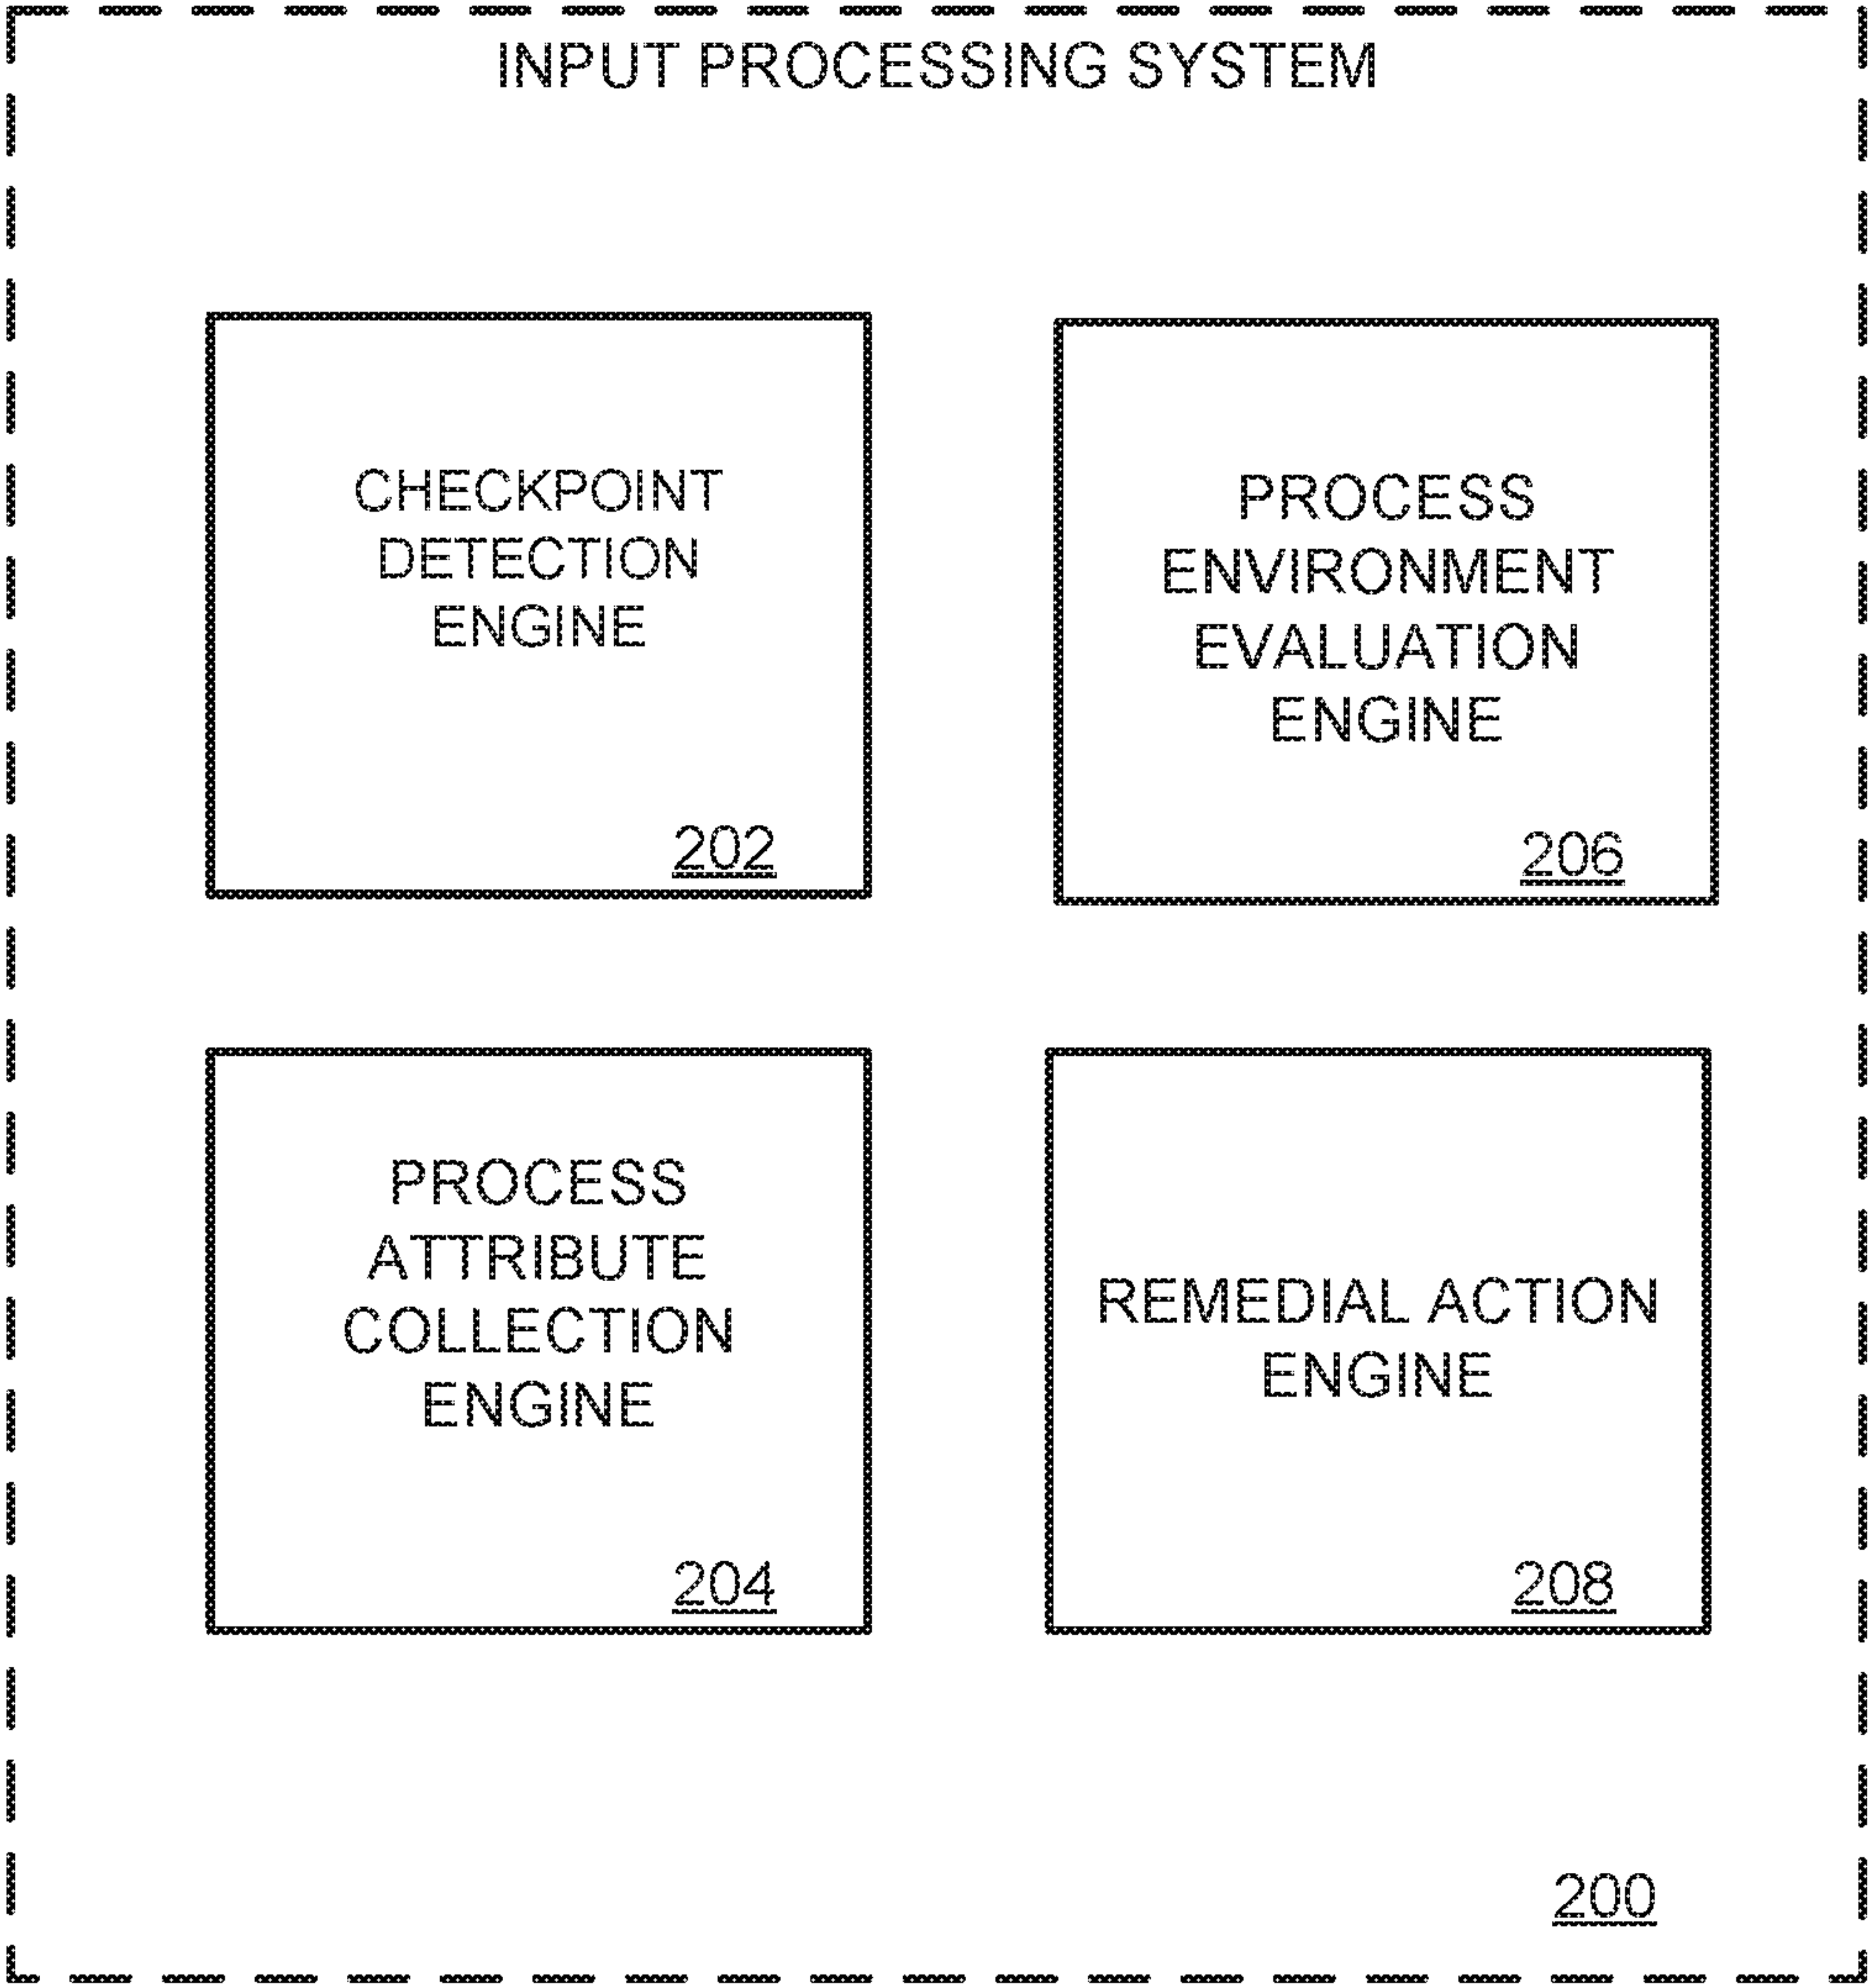 INPUT PROCESSING SYSTEM
CHECKPOINT
DETECTION
ENGINE
202
PROCESS
ENVIRONMENT
EVALUATION
ENGINE
206
PROCESS
ATTRIBUTE
COLLECTION
ENGINE
204
REMEDIAL ACTION
ENGINE
208
200